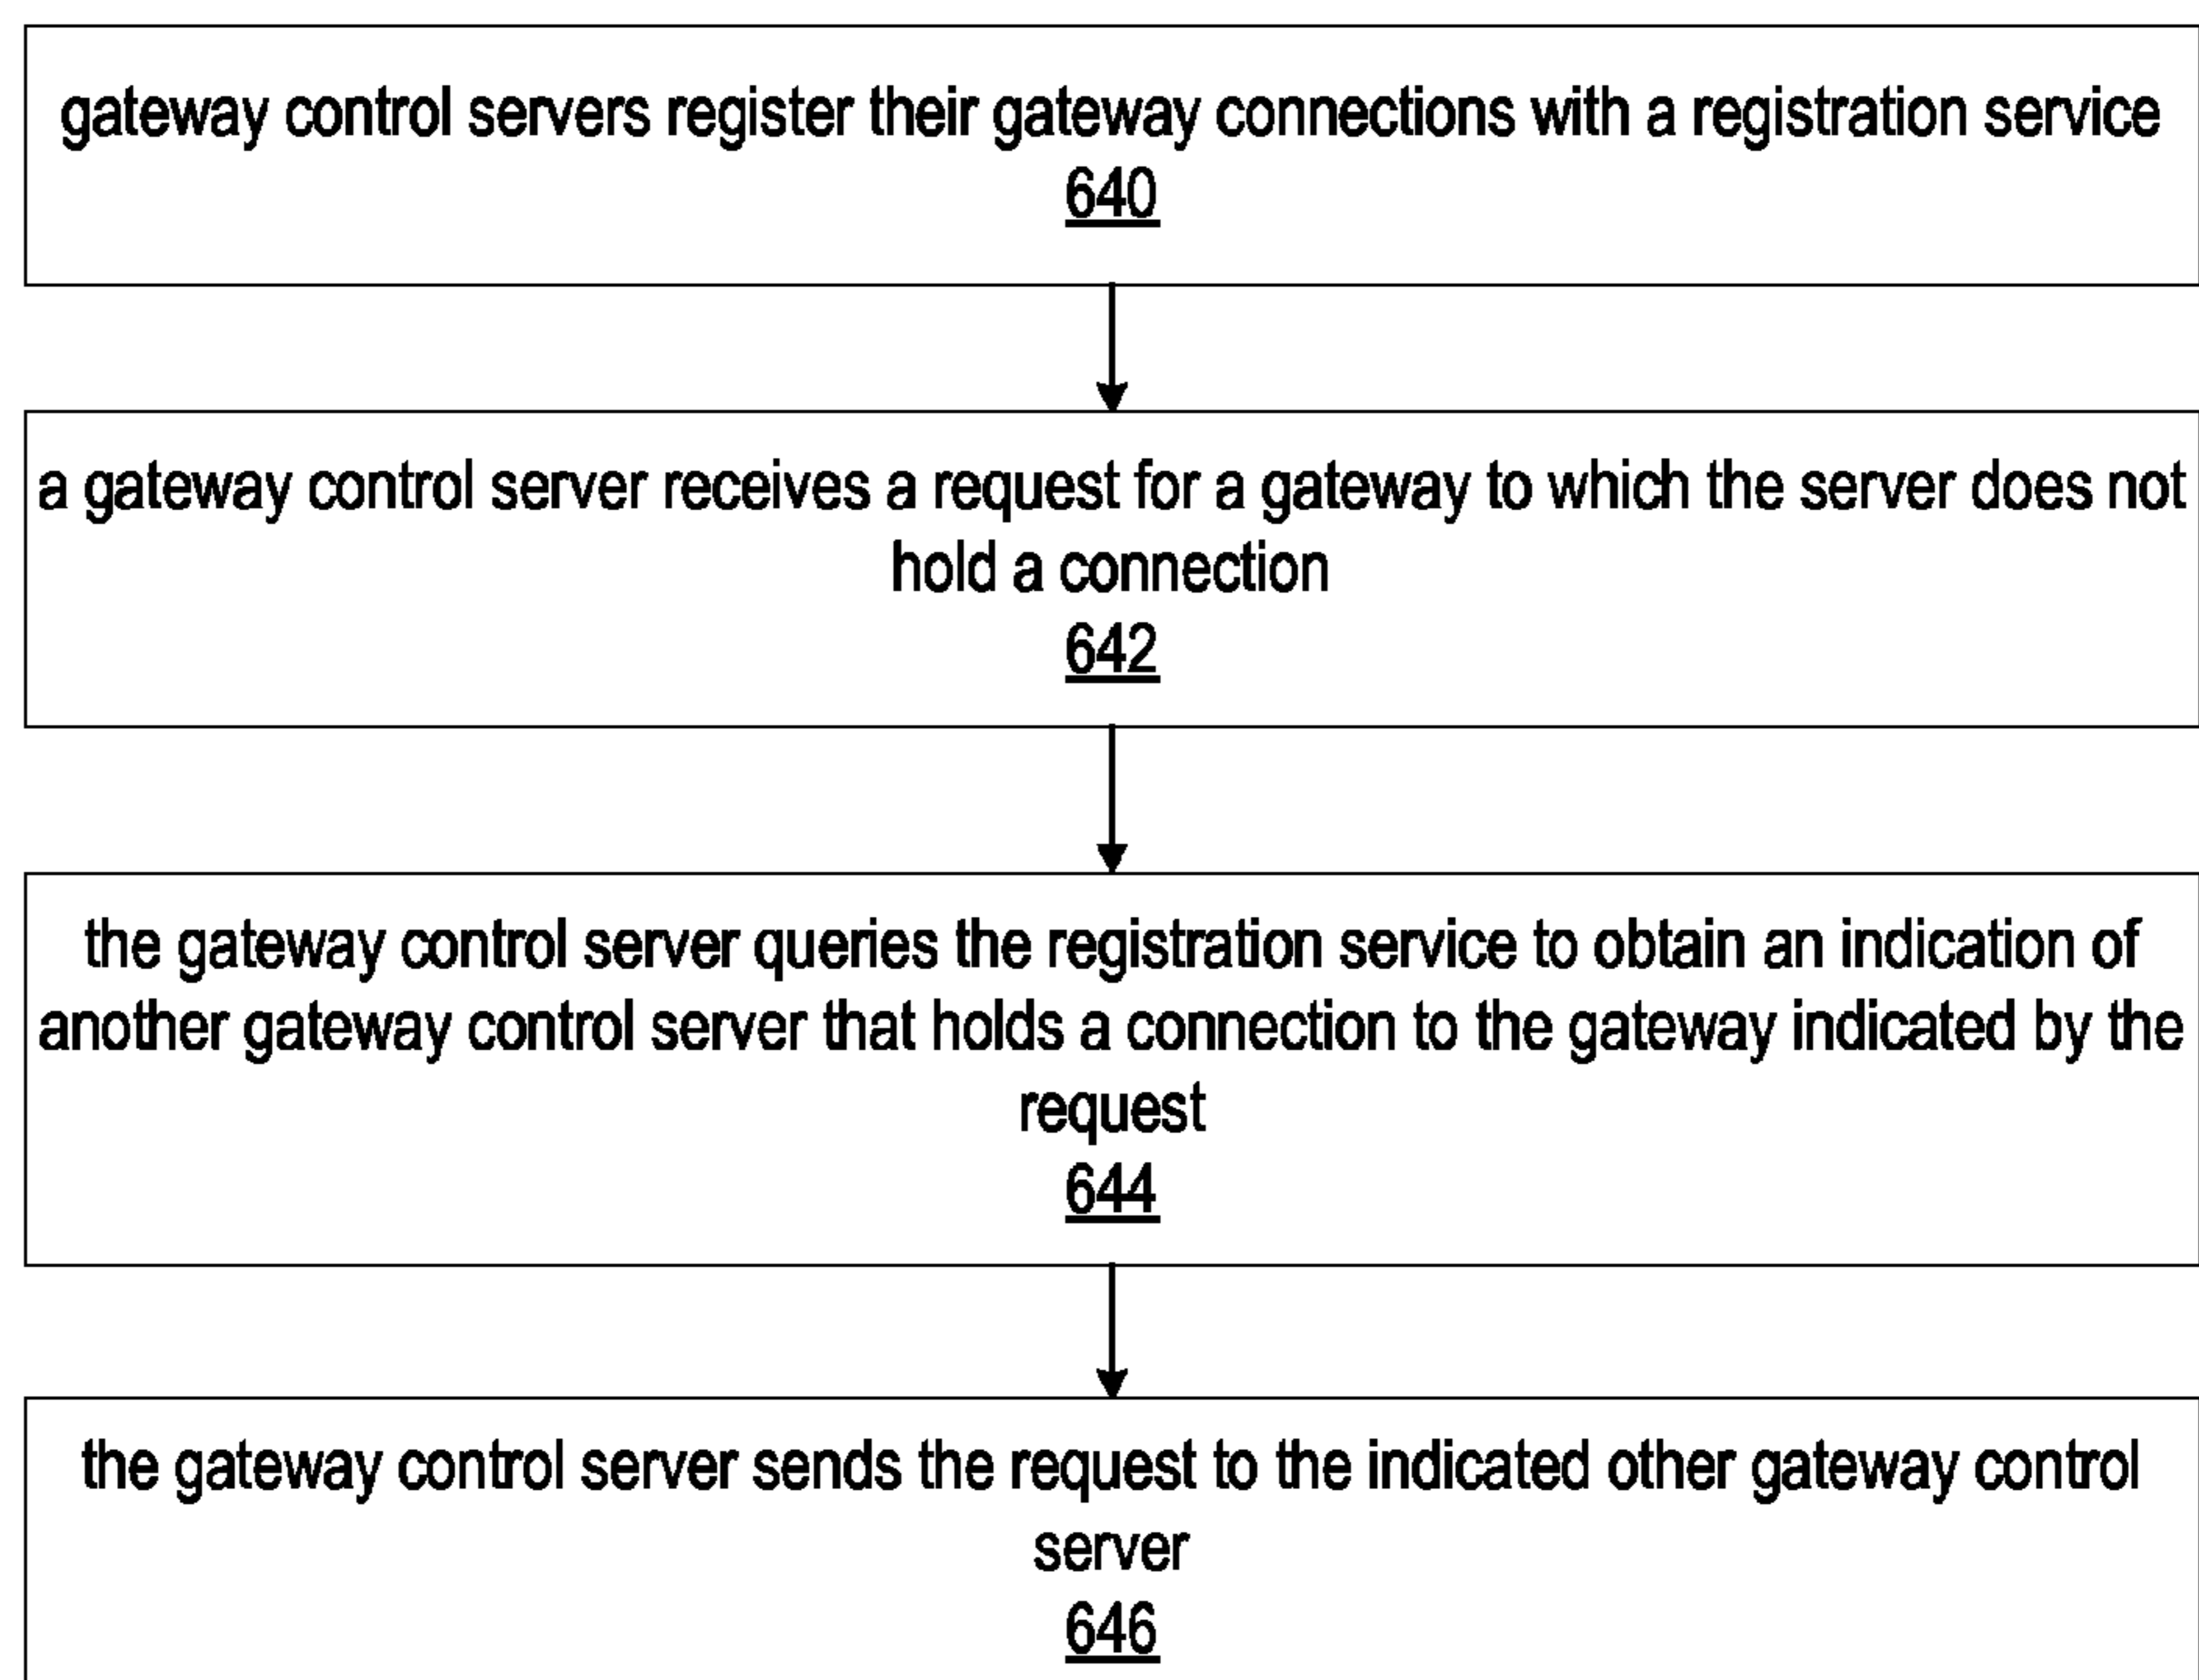 gateway control servers register their gateway connections with a registration service
640
a gateway control server receives a request for a gateway to which the server does not
hold a connection
642
the gateway control server queries the registration service to obtain an indication of
another gateway control server that holds a connection to the gateway indicated by the
request
644
the gateway control server sends the request to the indicated other gateway control
server
646